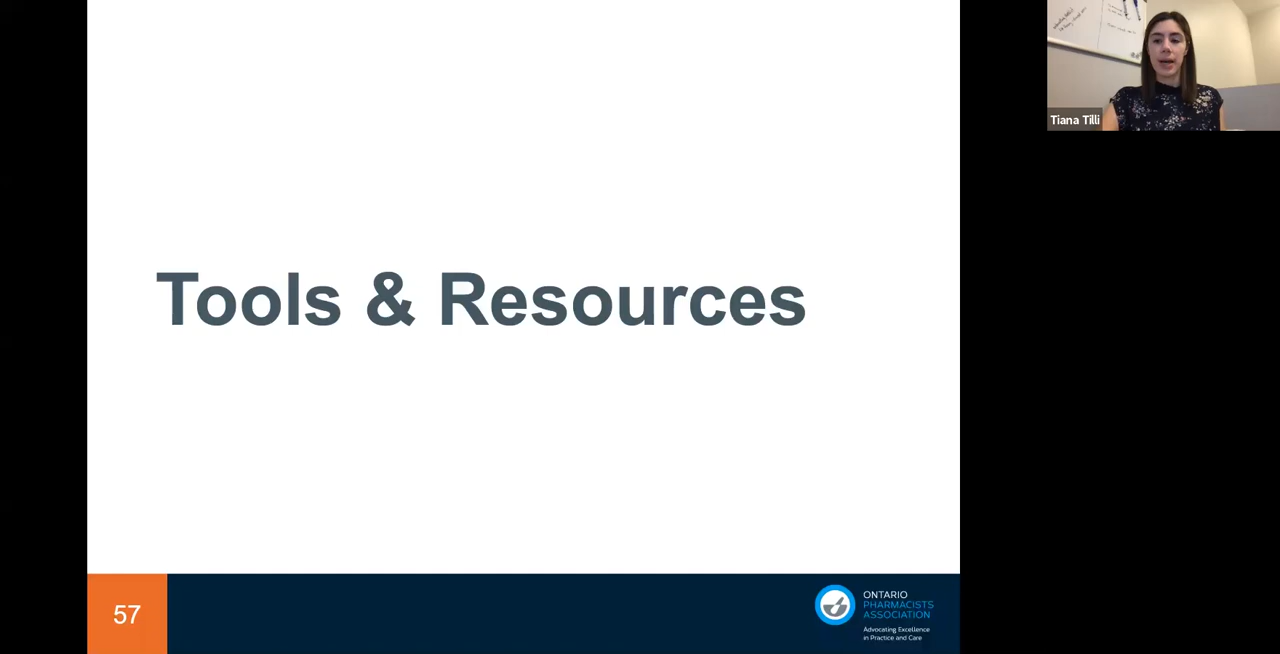 Tools & Resources
57
ONTARIO
PHARMACISTS
ASSOCIATION
Advocating Excellence
in Practice and Care
Tiana Tilli